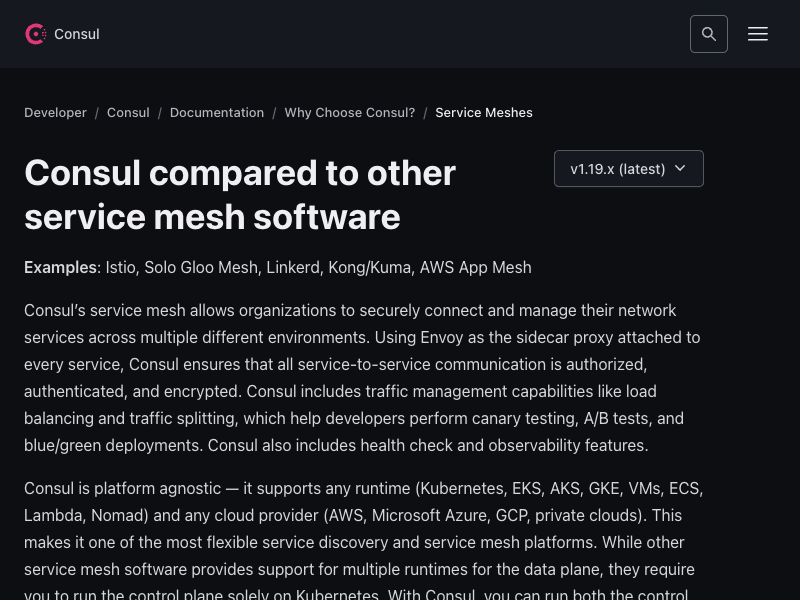 Consul
Developer / Consul / Documentation / Why Choose Consul? / Service Meshes
Consul compared to other
service mesh software
v1.19.x (latest)
Examples: Istio, Solo Gloo Mesh, Linkerd, Kong/Kuma, AWS App Mesh
Consul’s service mesh allows organizations to securely connect and manage their network
services across multiple different environments. Using Envoy as the sidecar proxy attached to
every service, Consul ensures that all service-to-service communication is authorized,
authenticated, and encrypted. Consul includes traffic management capabilities like load
balancing and traffic splitting, which help developers perform canary testing, A/B tests, and
blue/green deployments. Consul also includes health check and observability features.
Consul is platform agnostic — it supports any runtime (Kubernetes, EKS, AKS, GKE, VMs, ECS,
Lambda, Nomad) and any cloud provider (AWS, Microsoft Azure, GCP, private clouds). This
makes it one of the most flexible service discovery and service mesh platforms. While other
service mesh software provides support for multiple runtimes for the data plane, they require
you to run the control plane solely on Kubernetes. With Consul, you can run both the control